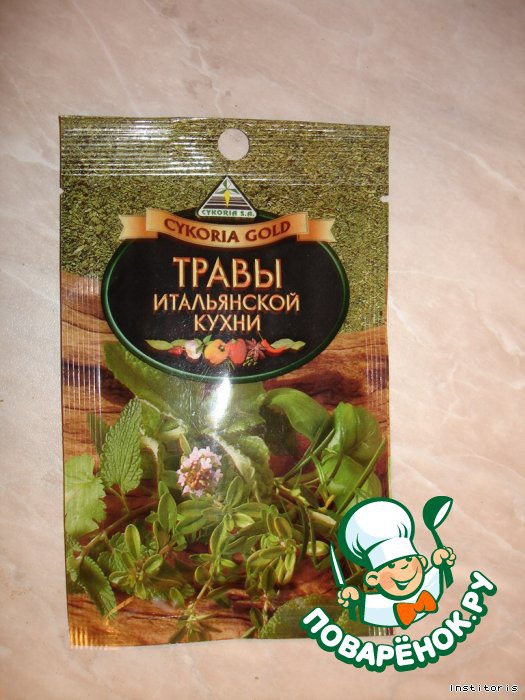 CYKORIA S.A.
CYKORIA GOLD
ТРАВЫ
ИТАЛЬЯНСКОЙ
КУХНИ
ПОВАРЁНОК.РУ
Institoris